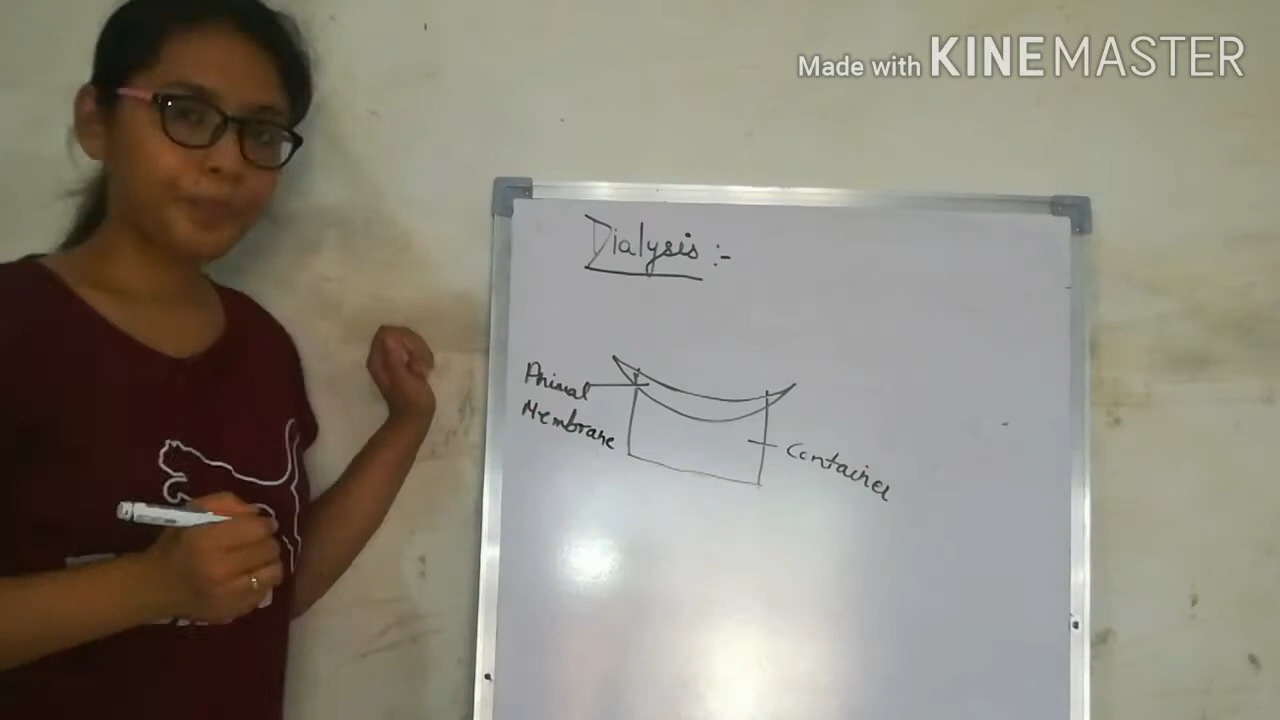 Made with KINEMASTER
Dialysis :-
Animal
Membrane
Container